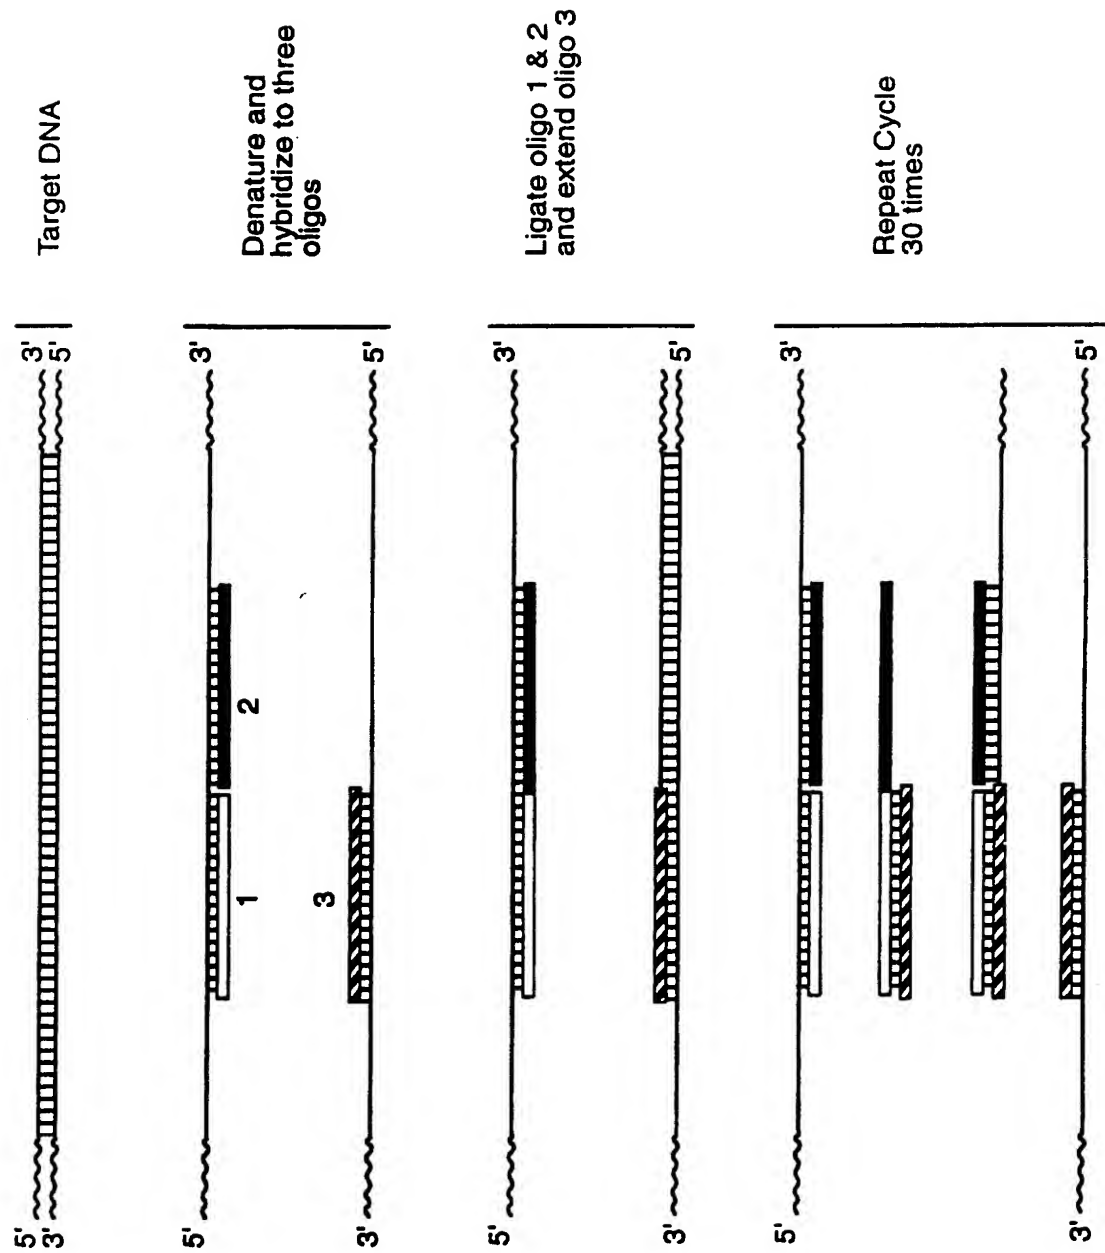 5' 3'
3' 5'
Target DNA
5' 3'
1 2
3
3' 5'
Denature and
hybridize to three
oligos
5' 3'
3' 5'
Ligate oligo 1 & 2
and extend oligo 3
5' 3'
3' 5'
Repeat Cycle
30 times